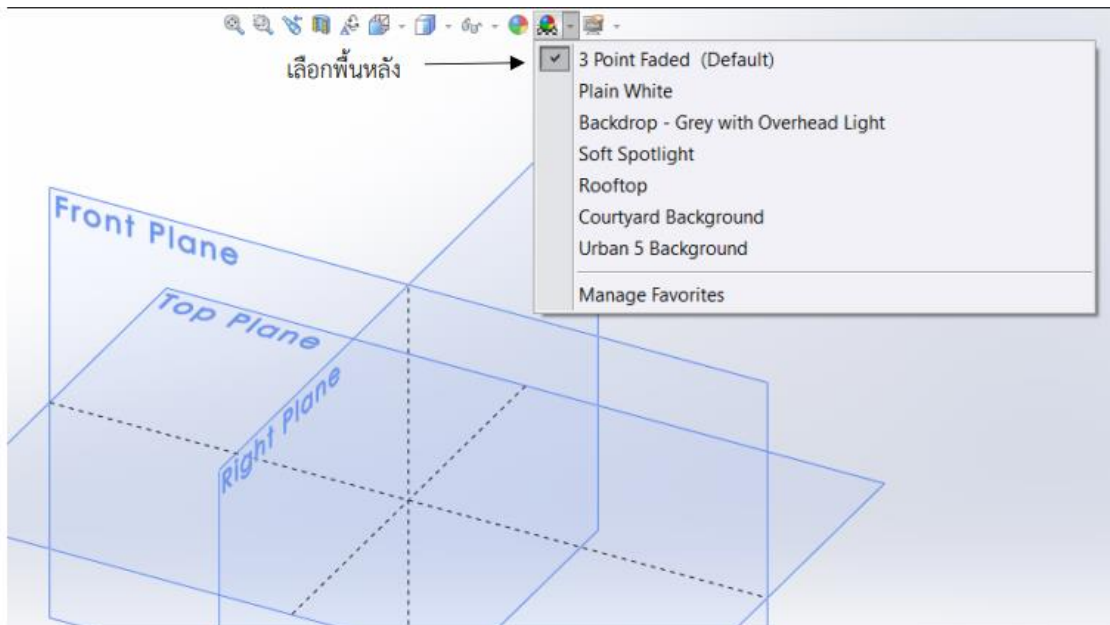 เลือกพื้นหลัง
3 Point Faded (Default)
Plain White
Backdrop - Grey with Overhead Light
Soft Spotlight
Rooftop
Courtyard Background
Urban 5 Background
Manage Favorites
Front Plane
Top Plane
Right Plane